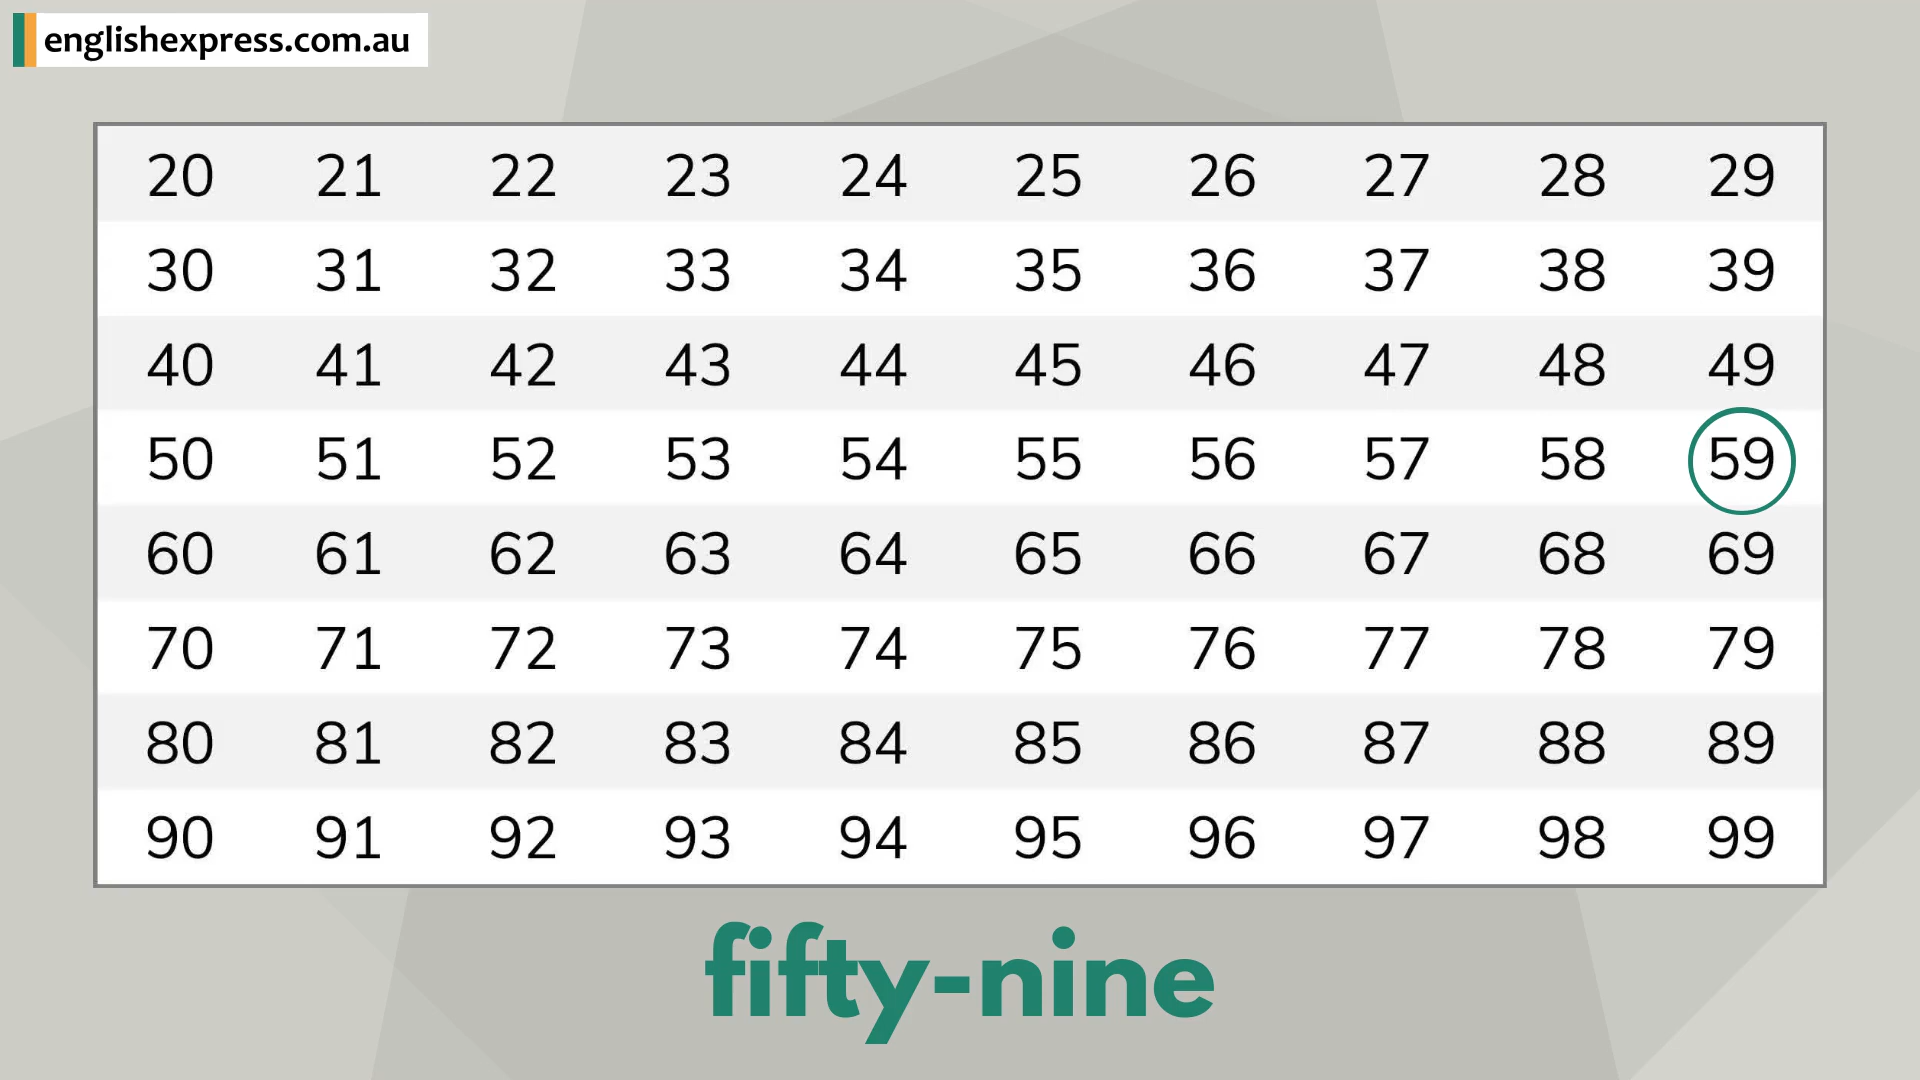 englishexpress.com.au
20 21 22 23 24 25 26 27 28 29
30 31 32 33 34 35 36 37 38 39
40 41 42 43 44 45 46 47 48 49
50 51 52 53 54 55 56 57 58 59
60 61 62 63 64 65 66 67 68 69
70 71 72 73 74 75 76 77 78 79
80 81 82 83 84 85 86 87 88 89
90 91 92 93 94 95 96 97 98 99
fifty-nine